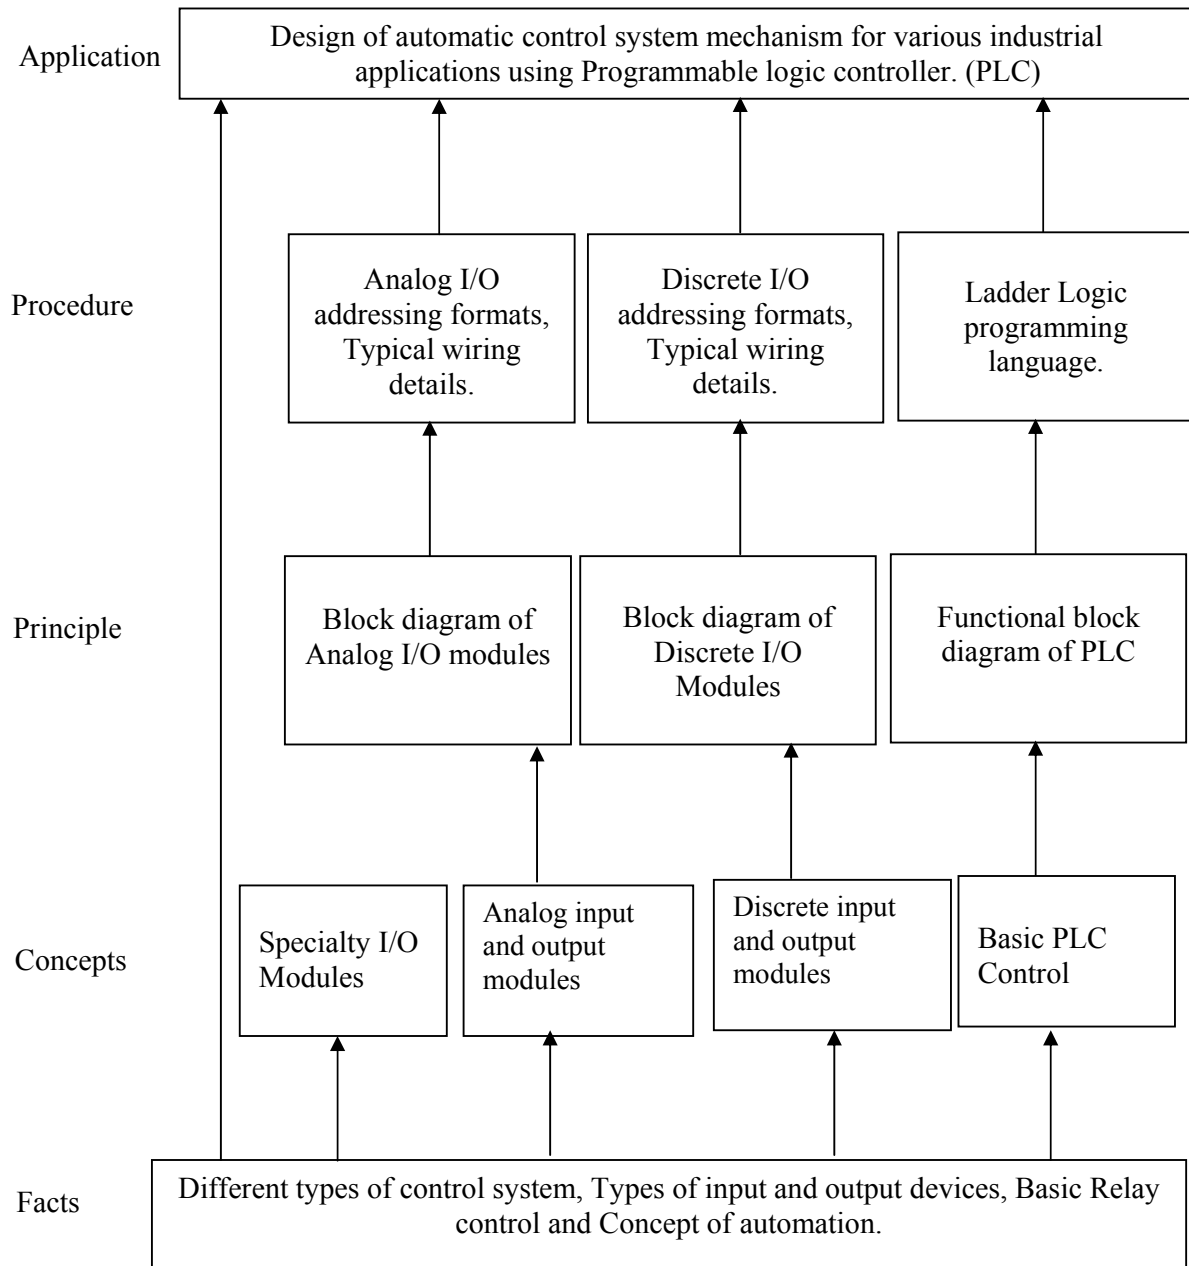 Application
Design of automatic control system mechanism for various industrial
applications using Programmable logic controller. (PLC)
Procedure
Analog I/O
addressing formats,
Typical wiring
details.
Discrete I/O
addressing formats,
Typical wiring
details.
Ladder Logic
programming
language.
Principle
Block diagram of
Analog I/O modules
Block diagram of
Discrete I/O
Modules
Functional block
diagram of PLC
Concepts
Specialty I/O
Modules
Analog input
and output
modules
Discrete input
and output
modules
Basic PLC
Control
Facts
Different types of control system, Types of input and output devices, Basic Relay
control and Concept of automation.